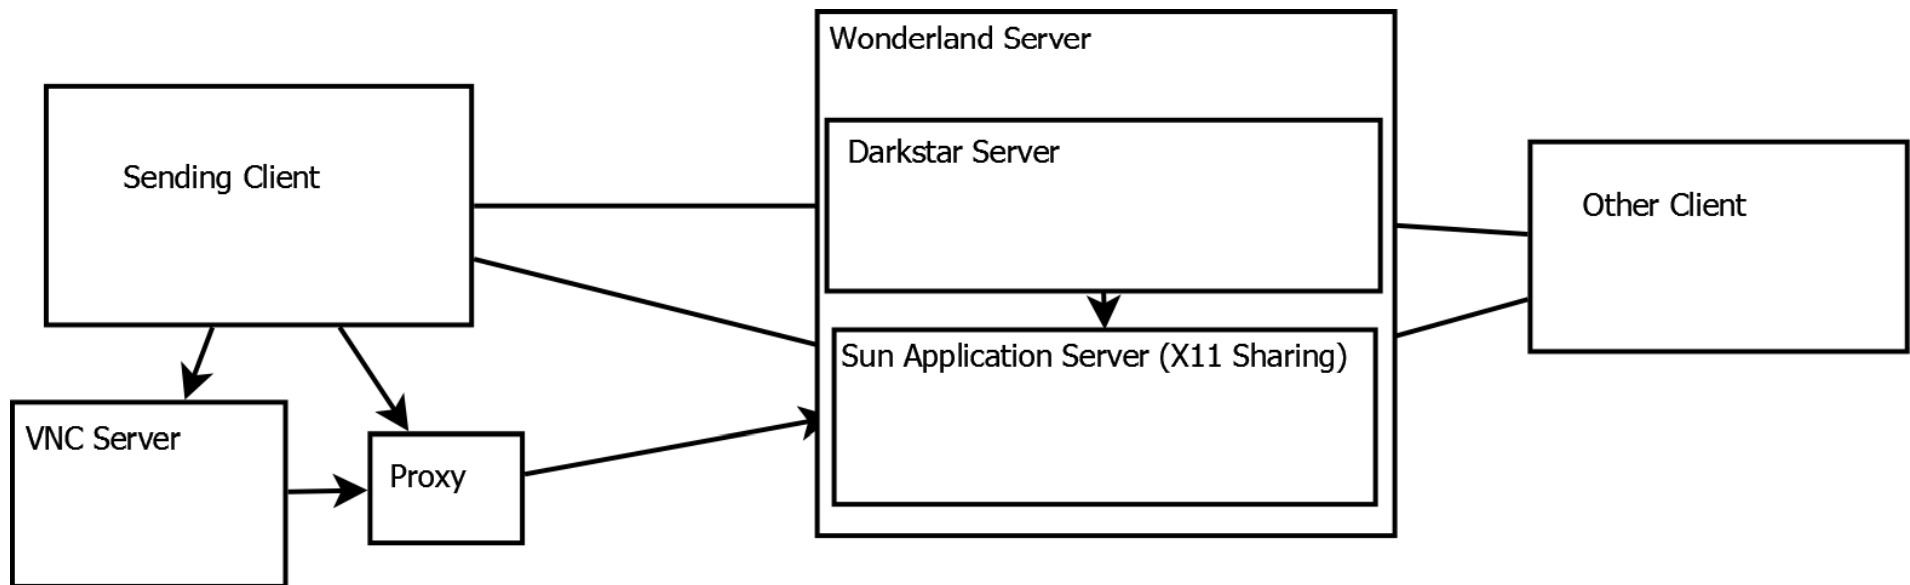 Wonderland Server
Darkstar Server
Sending Client
Other Client
Sun Application Server (X11 Sharing)
VNC Server
Proxy